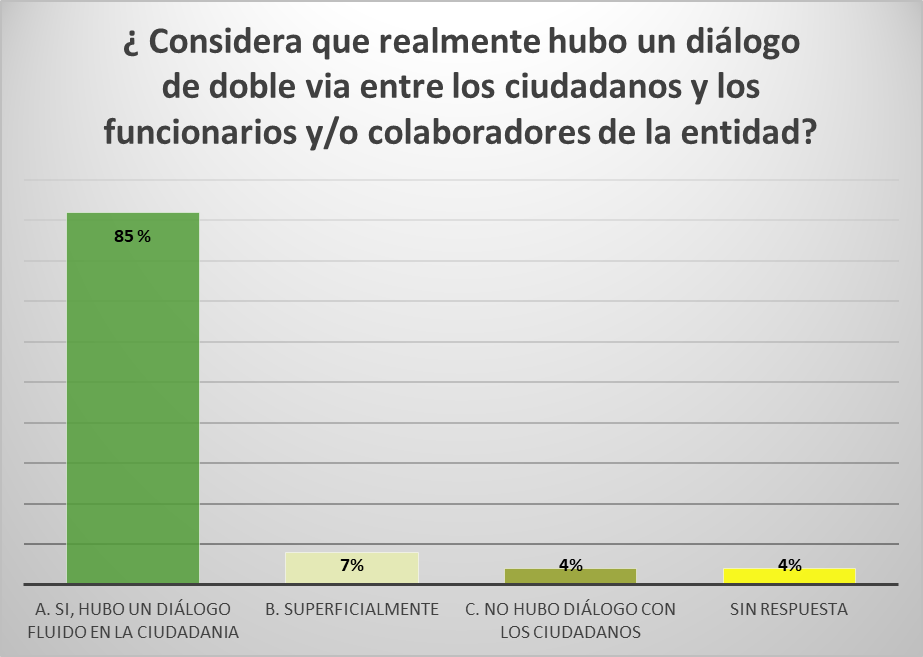 ¿ Considera que realmente hubo un diálogo
de doble via entre los ciudadanos y los
funcionarios y/o colaboradores de la entidad?
85 %
7%
4%
4%
A. SI, HUBO UN DIÁLOGO
FLUIDO EN LA CIUDADANIA
B. SUPERFICIALMENTE
C. NO HUBO DIÁLOGO CON
LOS CIUDADANOS
SIN RESPUESTA